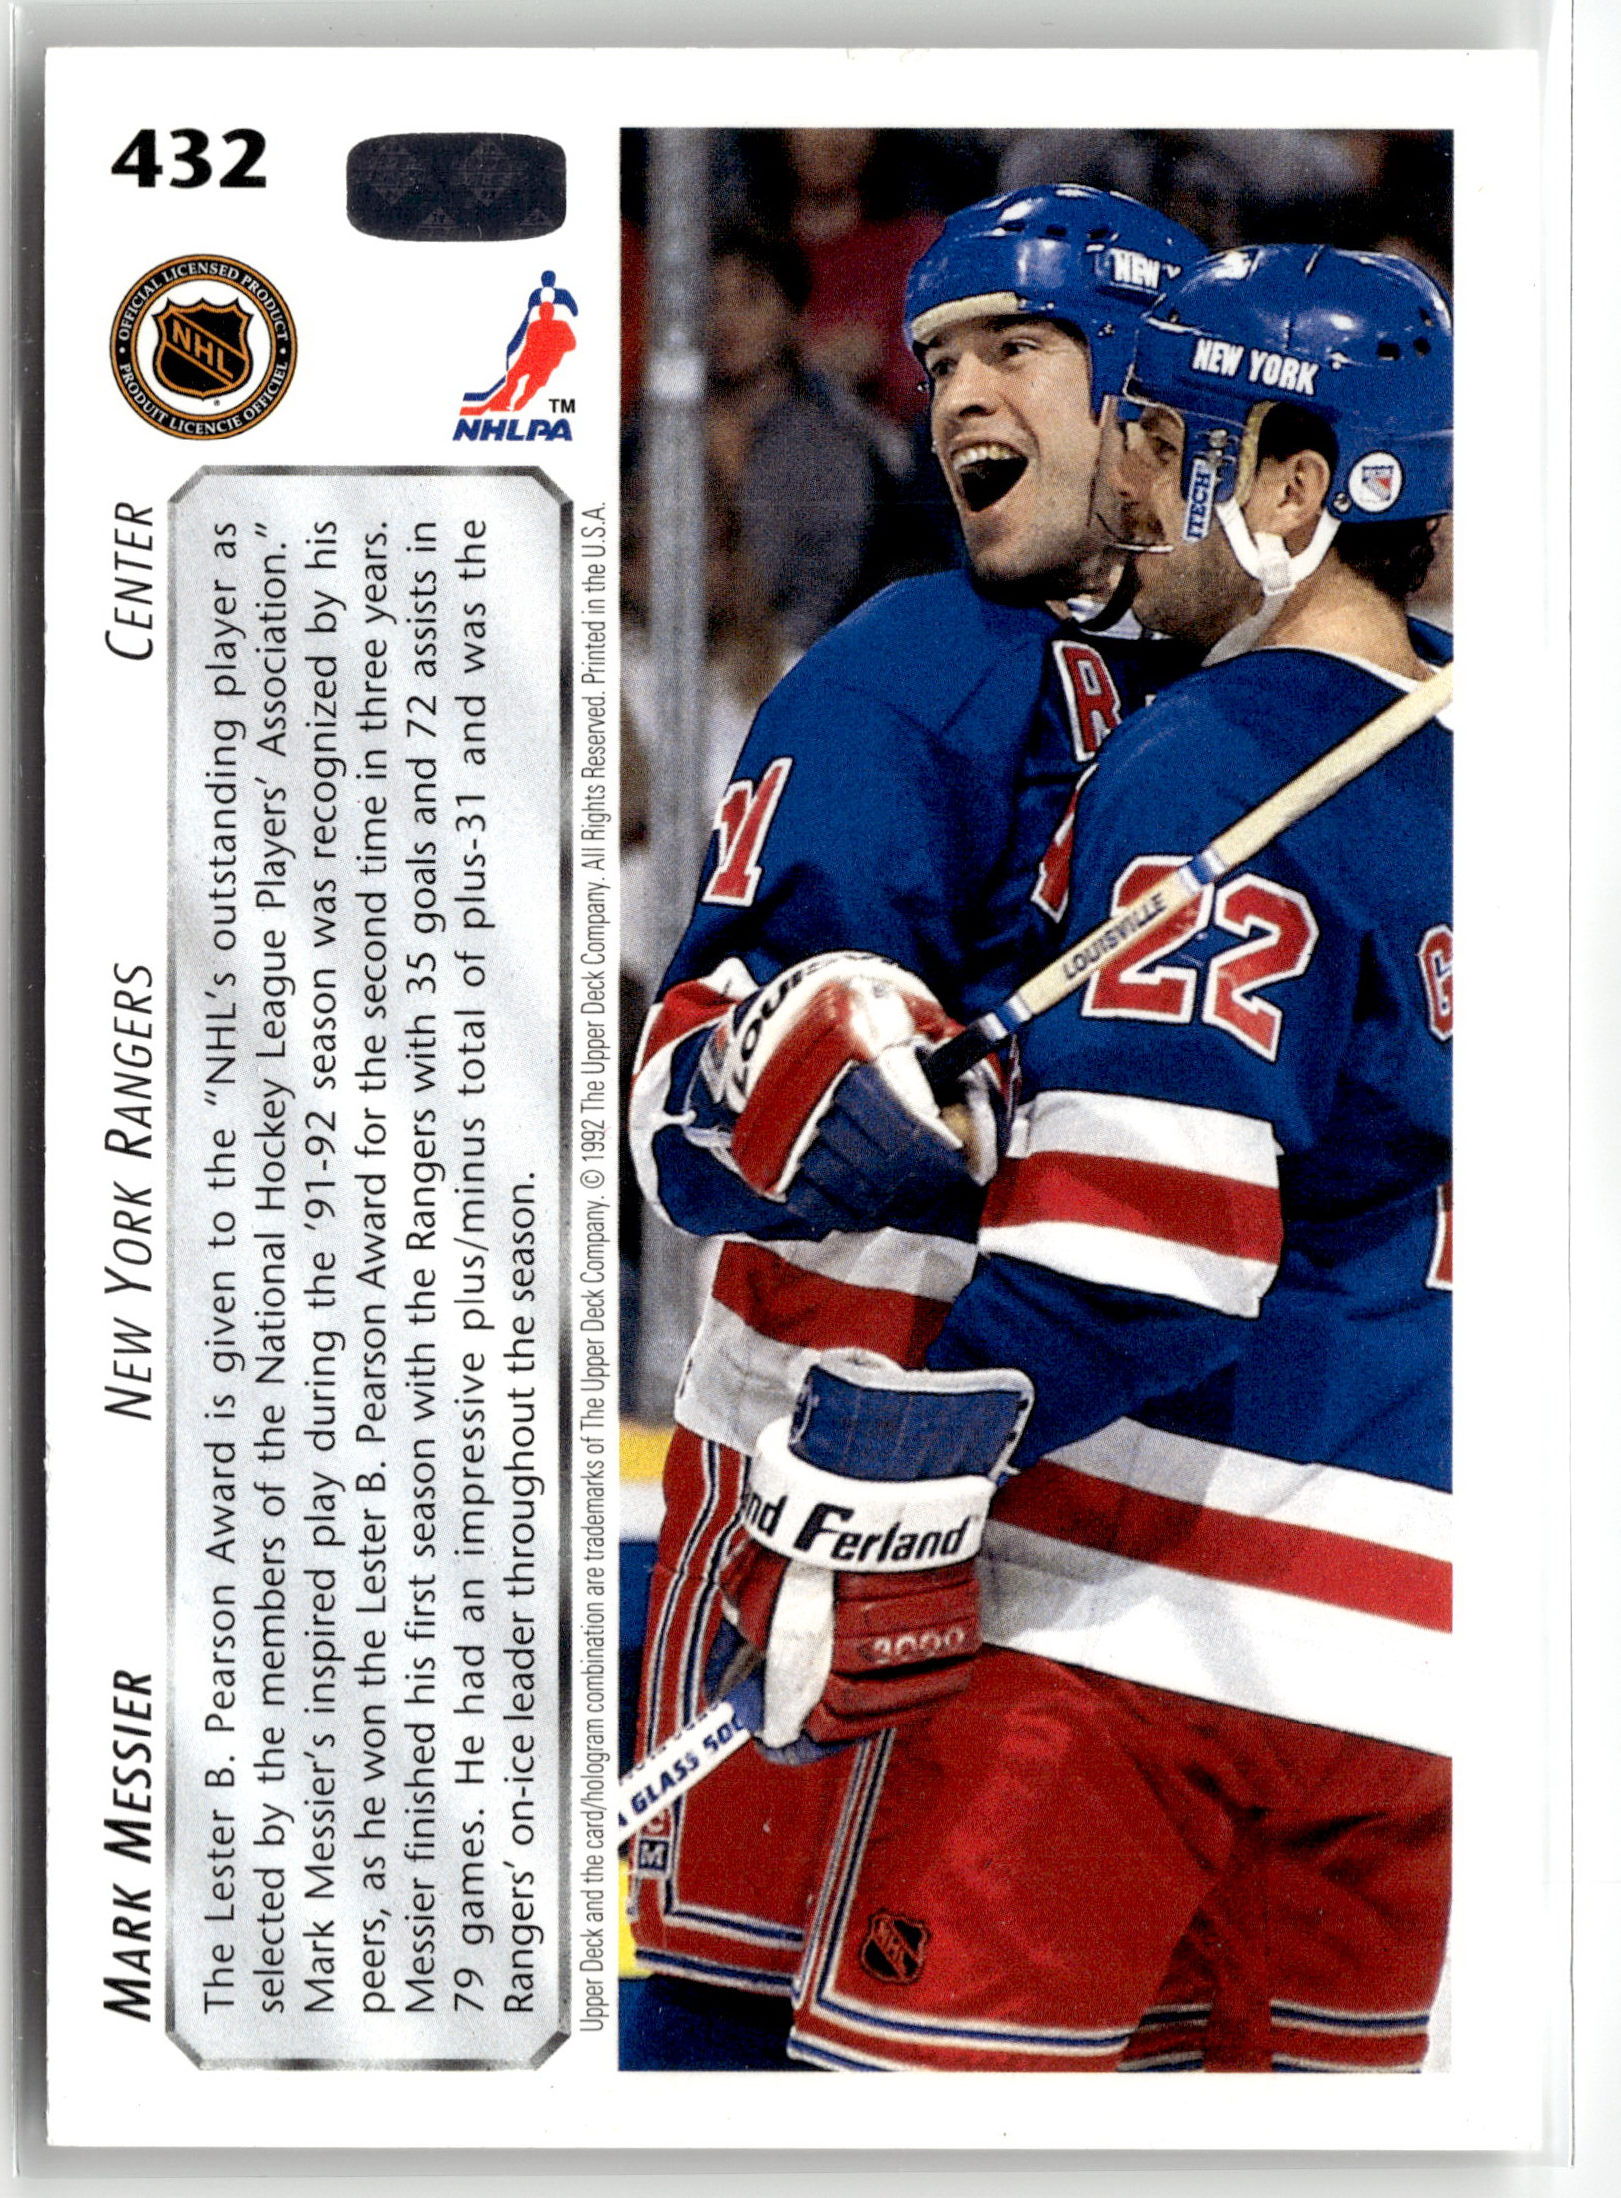 432
OFFICIAL LICENSED PRODUCT
NHL
PRODUIT LICENCIE OFFICIEL
TM
NHLPA
MARK MESSIER NEW YORK RANGERS CENTER
The Lester B. Pearson Award is given to the "NHL's outstanding player as
selected by the members of the National Hockey League Players' Association."
Mark Messier's inspired play during the '91-92 season was recognized by his
peers, as he won the Lester B. Pearson Award for the second time in three years.
Messier finished his first season with the Rangers with 35 goals and 72 assists in
79 games. He had an impressive plus/minus total of plus-31 and was the
Rangers' on-ice leader throughout the season.
Upper Deck and the card/hologram combination are trademarks of The Upper Deck Company. © 1992 The Upper Deck Company. All Rights Reserved. Printed in the U.S.A.
NEW Y
NEW YORK
ITECH
R
1
LOUISVILLE
22
G
LOUIS
nd Ferland
3000
GLASS 500
NHL